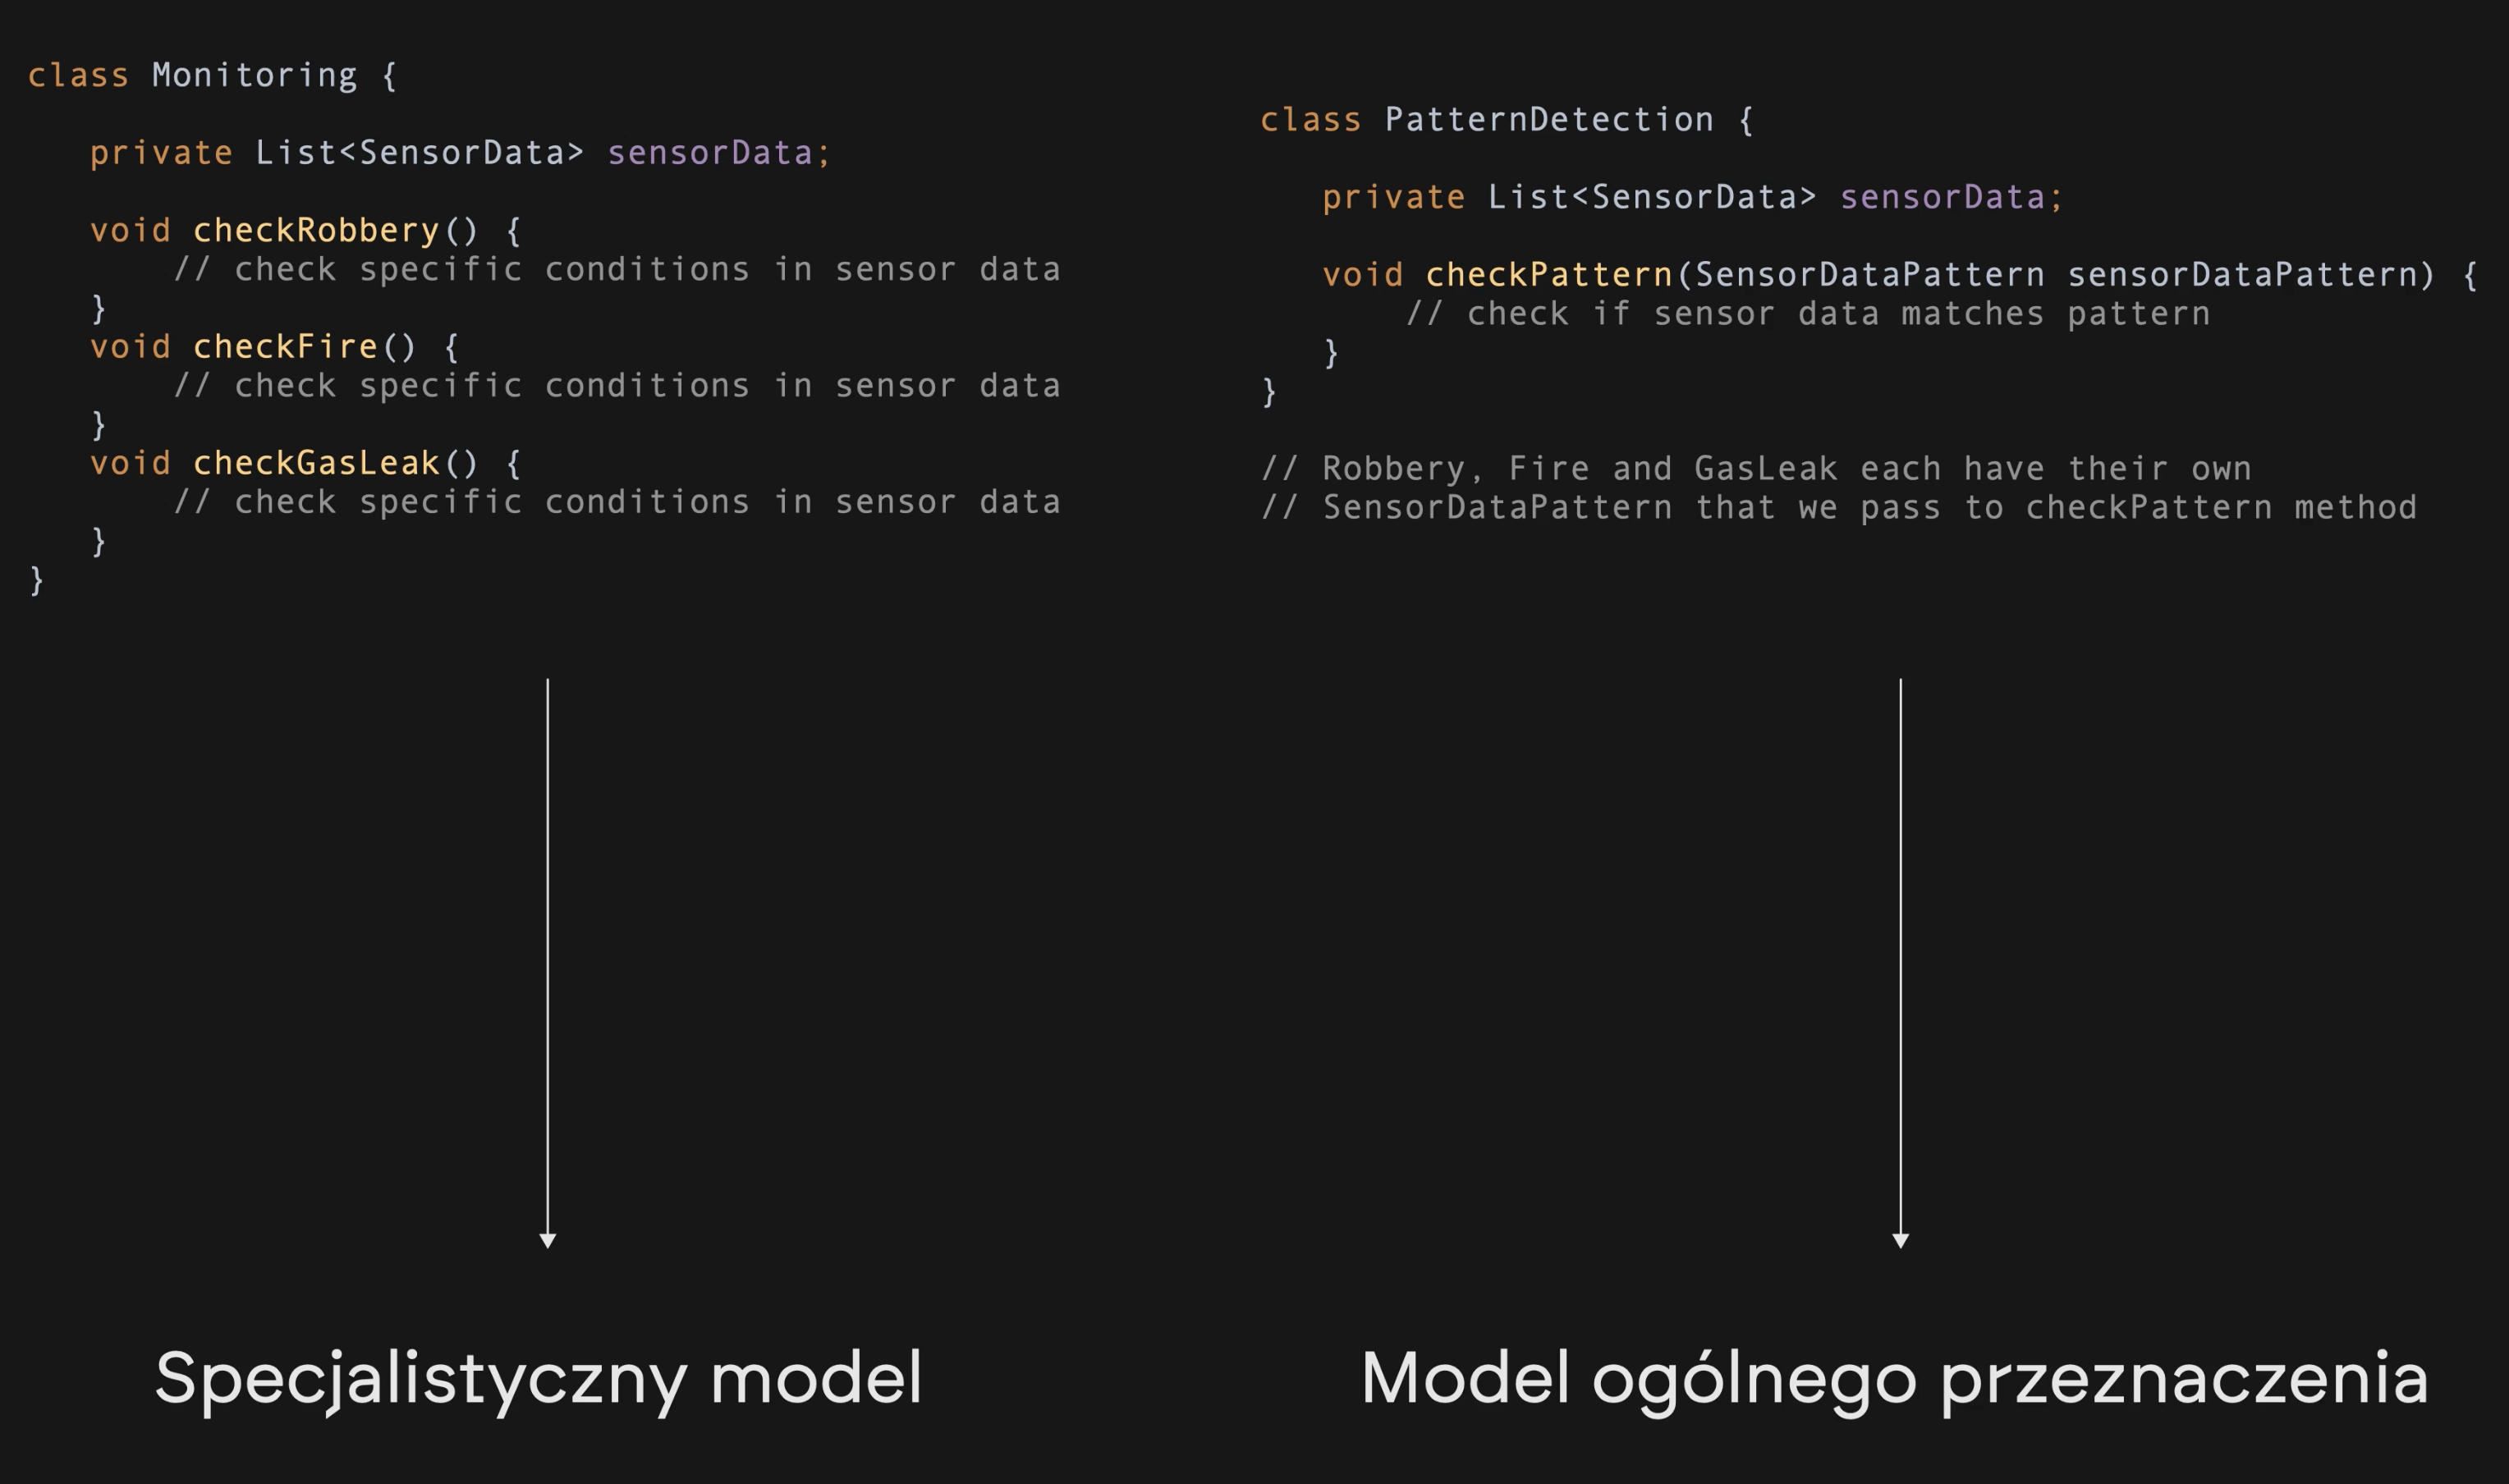 class Monitoring {
private List<SensorData> sensorData;
void checkRobbery() {
// check specific conditions in sensor data
}
void checkFire() {
// check specific conditions in sensor data
}
void checkGasLeak() {
// check specific conditions in sensor data
}
}
Specjalistyczny model
class PatternDetection {
private List<SensorData> sensorData;
void checkPattern(SensorDataPattern sensorDataPattern) {
// check if sensor data matches pattern
}
}
// Robbery, Fire and GasLeak each have their own
// SensorDataPattern that we pass to checkPattern method
Model ogólnego przeznaczenia